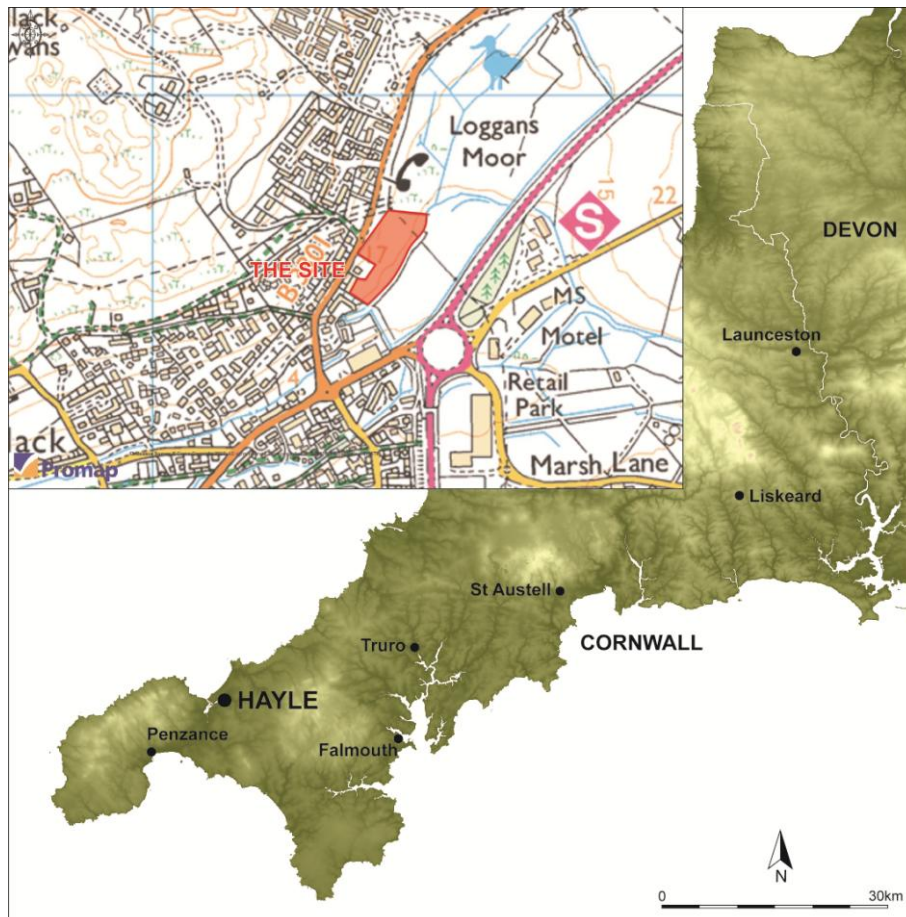 lack
wans
Loggans
Moor
15
22
S
DEVON
17
THE SITE
B 3301
MS
Motel
Launceston
4
Retail
Park
lack
Promap
Marsh Lane
Liskeard
St Austell
Truro
CORNWALL
HAYLE
Penzance
Falmouth
N
0
30km